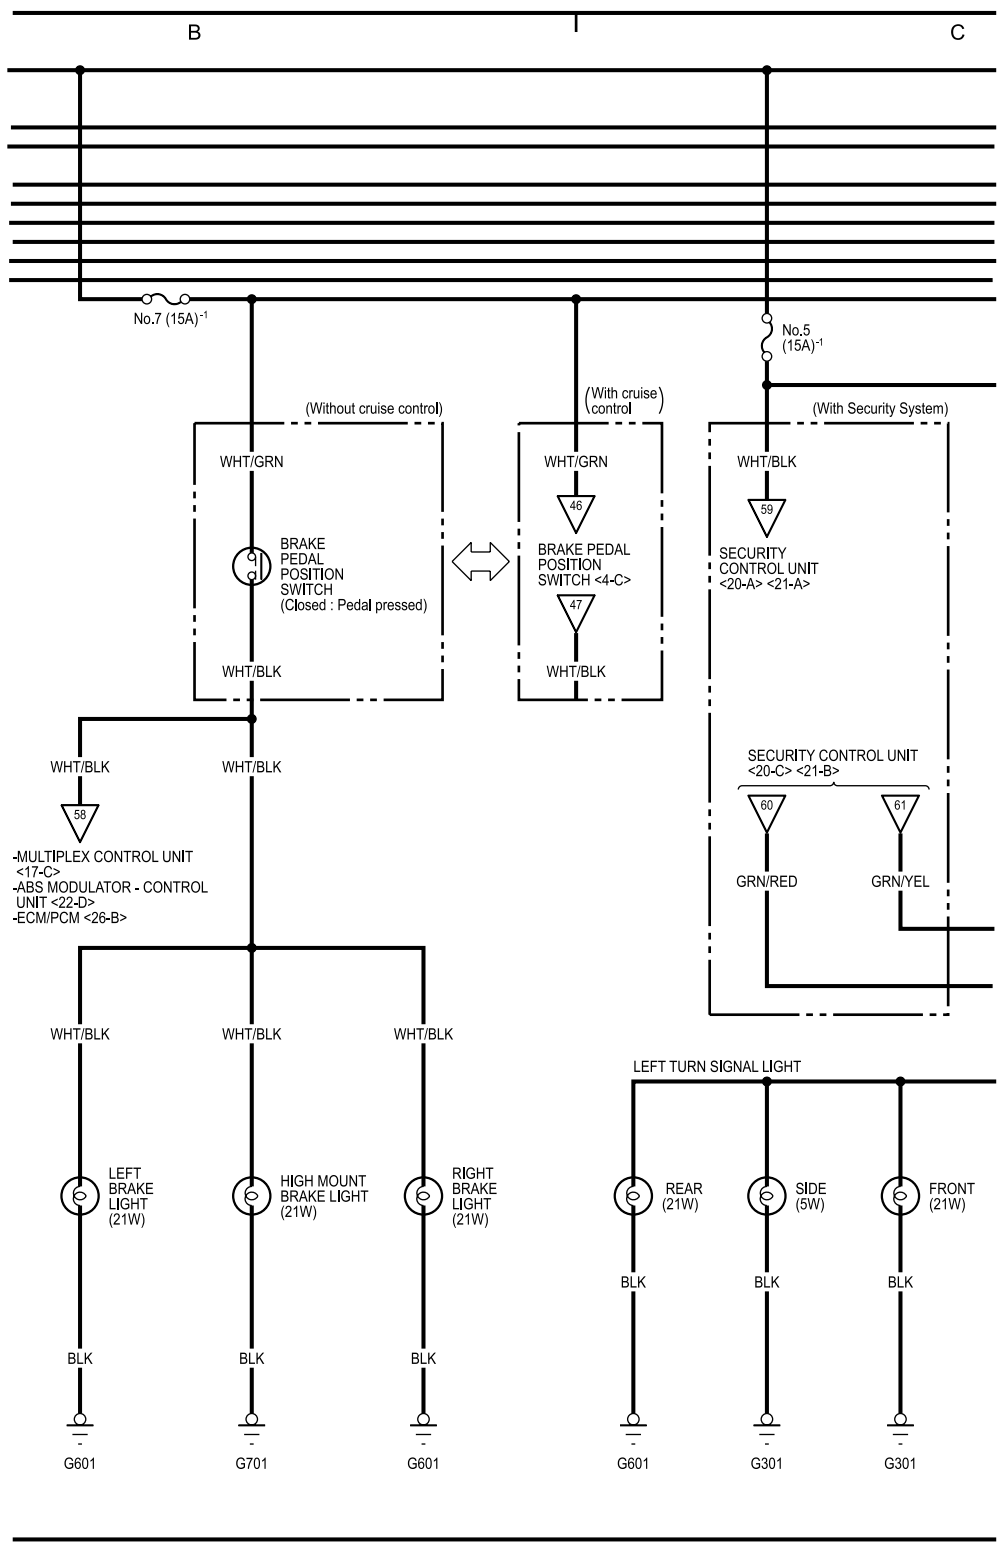 B
C
No.7 (15A)-1
No.5
(15A)-1
(Without cruise control)
(With cruise
control)
(With Security System)
WHT/GRN
WHT/GRN
WHT/BLK
46
59
BRAKE
PEDAL
POSITION
SWITCH
(Closed : Pedal pressed)
BRAKE PEDAL
POSITION
SWITCH <4-C>
SECURITY
CONTROL UNIT
<20-A> <21-A>
47
WHT/BLK
WHT/BLK
WHT/BLK
WHT/BLK
58
-MULTIPLEX CONTROL UNIT
<17-C>
-ABS MODULATOR - CONTROL
UNIT <22-D>
-ECM/PCM <26-B>
SECURITY CONTROL UNIT
<20-C> <21-B>
60
61
GRN/RED
GRN/YEL
WHT/BLK
WHT/BLK
WHT/BLK
LEFT TURN SIGNAL LIGHT
LEFT
BRAKE
LIGHT
(21W)
HIGH MOUNT
BRAKE LIGHT
(21W)
RIGHT
BRAKE
LIGHT
(21W)
REAR
(21W)
SIDE
(5W)
FRONT
(21W)
BLK
BLK
BLK
BLK
BLK
BLK
G601
G701
G601
G601
G301
G301